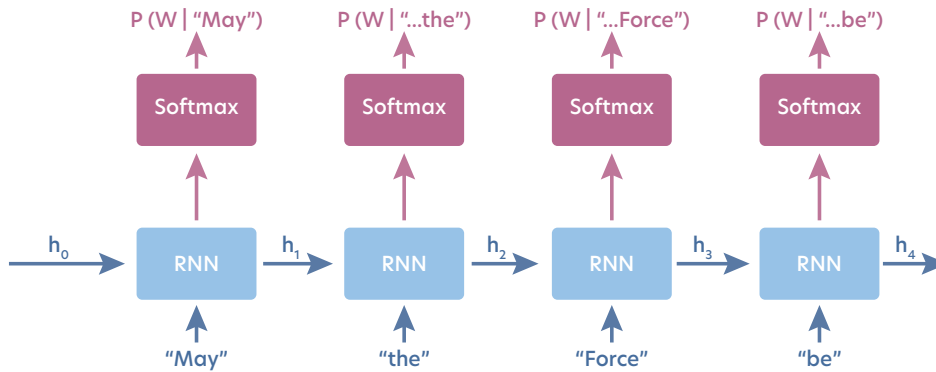 P (W | “May”) P (W | “...the”) P (W | “...Force”) P (W | “...be”)
Softmax Softmax Softmax Softmax
h₀ h₁ h₂ h₃ h₄
RNN RNN RNN RNN
“May” “the” “Force” “be”